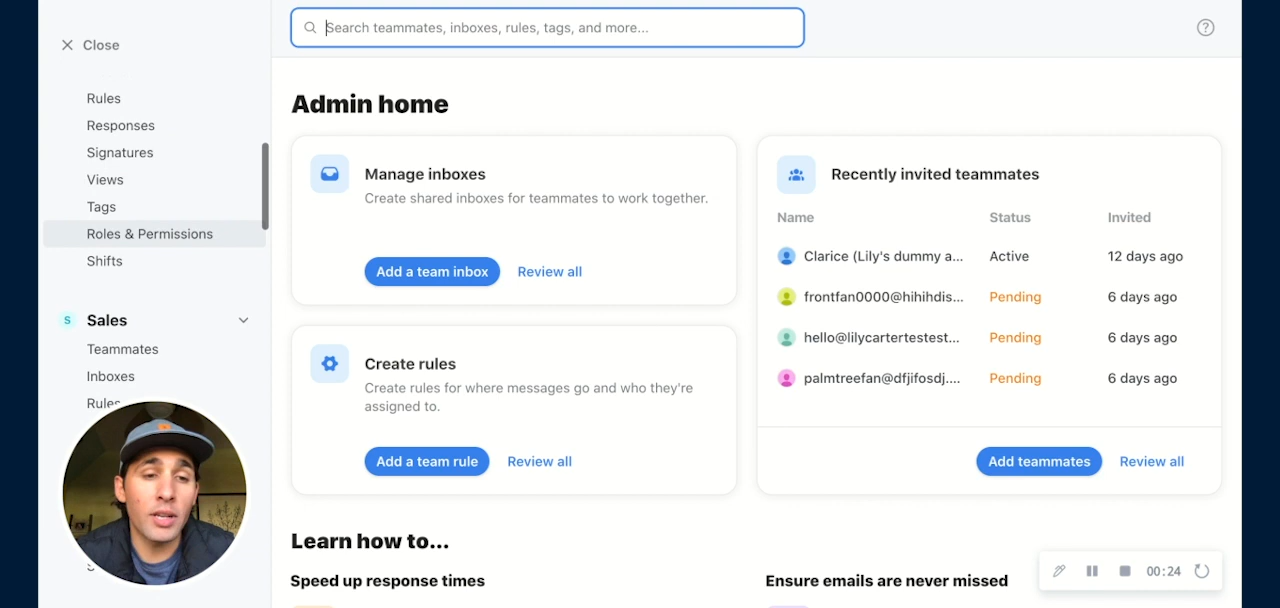 Search teammates, inboxes, rules, tags, and more...
Close
Rules
Responses
Signatures
Views
Tags
Roles & Permissions
Shifts
S Sales
Teammates
Inboxes
Rules
Admin home
Manage inboxes
Create shared inboxes for teammates to work together.
Add a team inbox Review all
Create rules
Create rules for where messages go and who they're
assigned to.
Add a team rule Review all
Recently invited teammates
Name Status Invited
Clarice (Lily's dummy a... Active 12 days ago
frontfan0000@hihihdis... Pending 6 days ago
hello@lilycartertestest... Pending 6 days ago
palmtreefan@dfjifosdj.... Pending 6 days ago
Add teammates Review all
Learn how to...
Speed up response times
Ensure emails are never missed
00:24